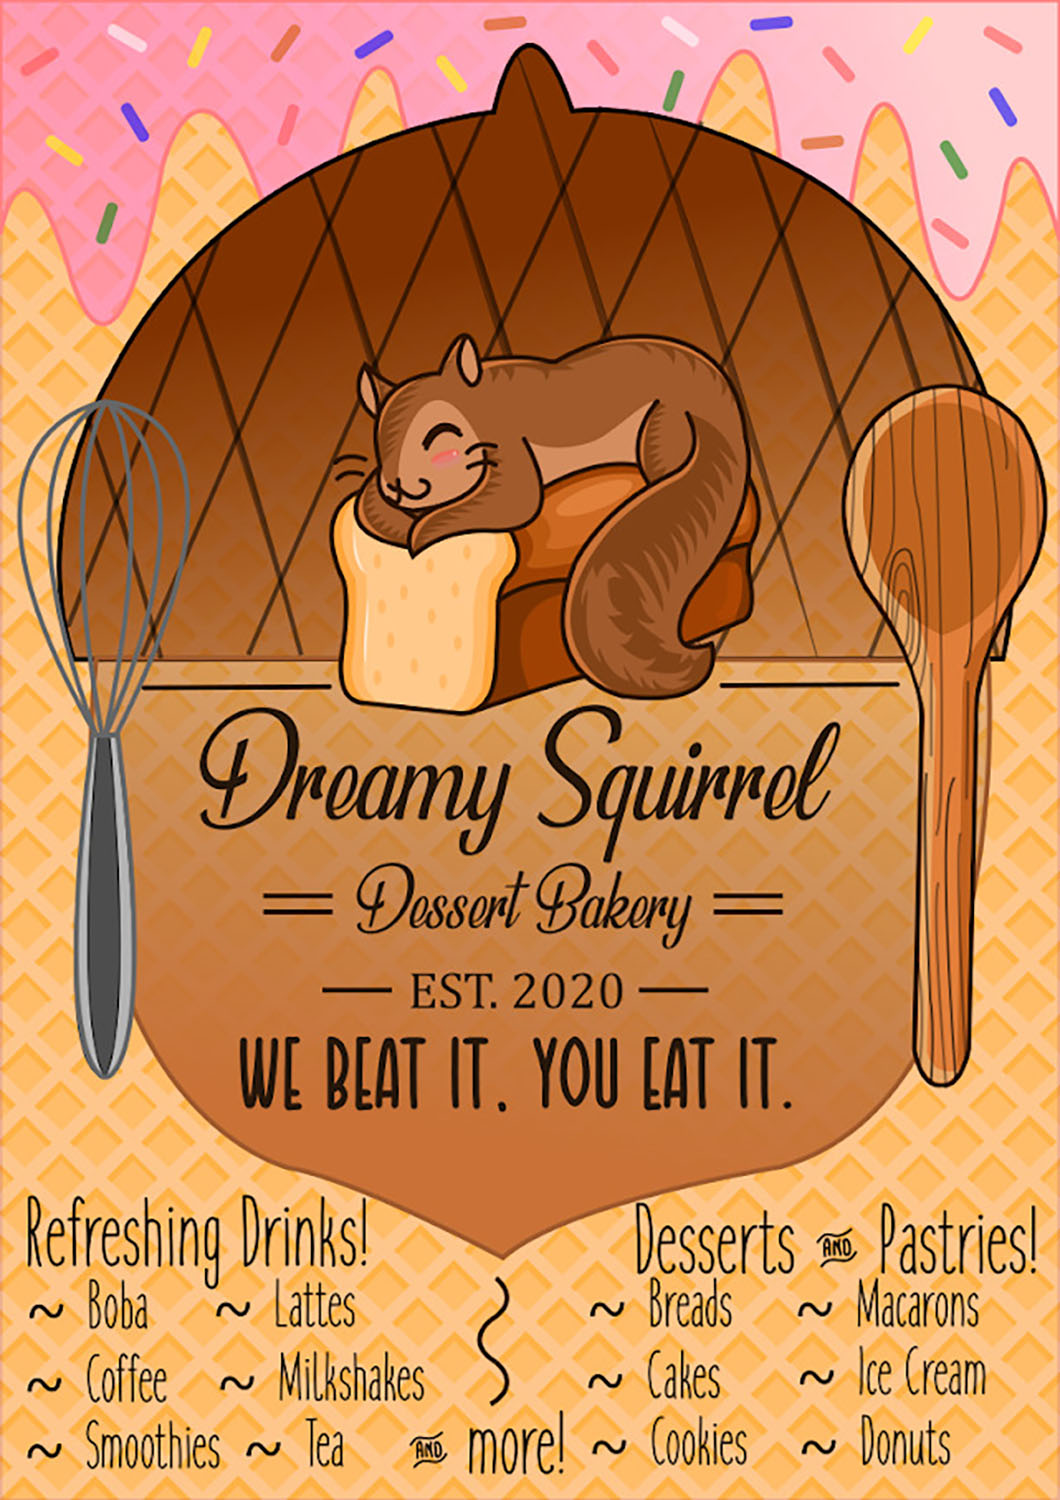 Dreamy Squirrel
Dessert Bakery
EST. 2020
WE BEAT IT. YOU EAT IT.
Refreshing Drinks!
~ Boba ~ Lattes
~ Coffee ~ Milkshakes
~ Smoothies ~ Tea
AND more!
Desserts AND Pastries!
~ Breads ~ Macarons
~ Cakes ~ Ice Cream
~ Cookies ~ Donuts